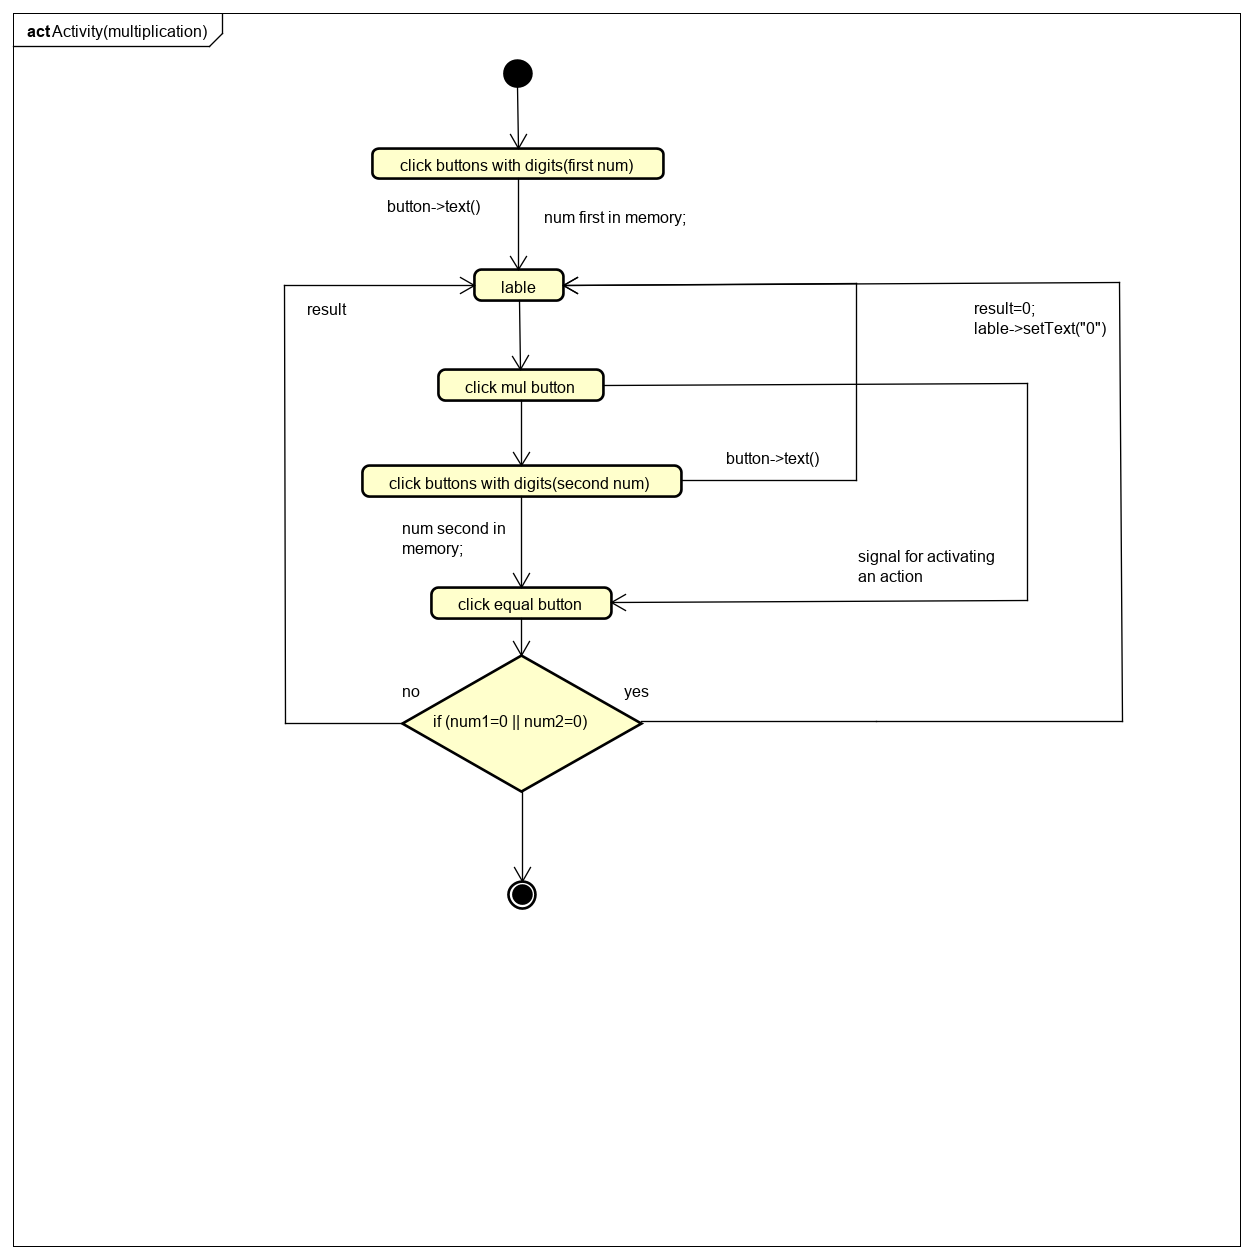 act Activity(multiplication)
click buttons with digits(first num)
button->text()
num first in memory;
lable
result
result=0;
lable->setText("0")
click mul button
button->text()
click buttons with digits(second num)
num second in
memory;
signal for activating
an action
click equal button
no
yes
if (num1=0 || num2=0)